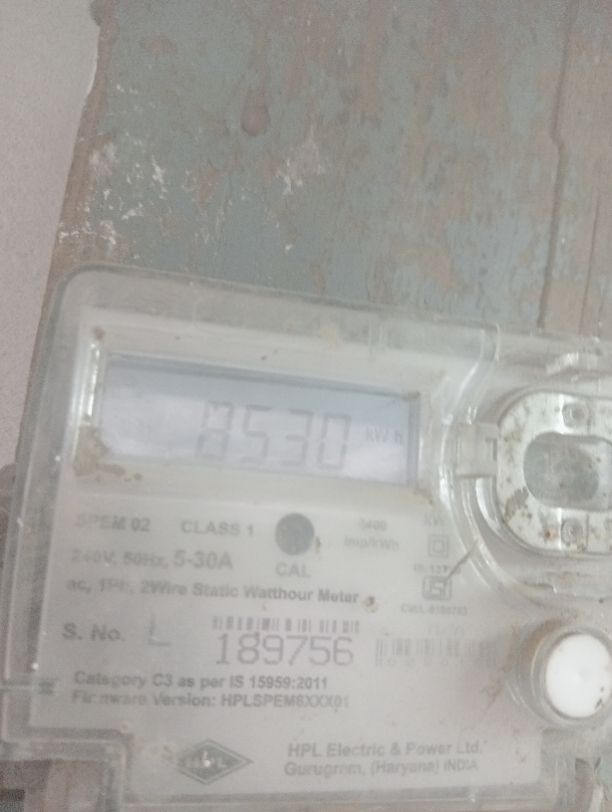 8530 kWh
SPEM 02 CLASS 1 imp/kWh
240V, 50Hz, 5-30A CAL
ac, 1Ph, 2Wire Static Watthour Meter
S. No. 189756
Category C3 as per IS 15959:2011
Firmware Version: HPLSPEM6XXX01
HPL HPL Electric & Power Ltd.
Gurugram, (Haryana) INDIA